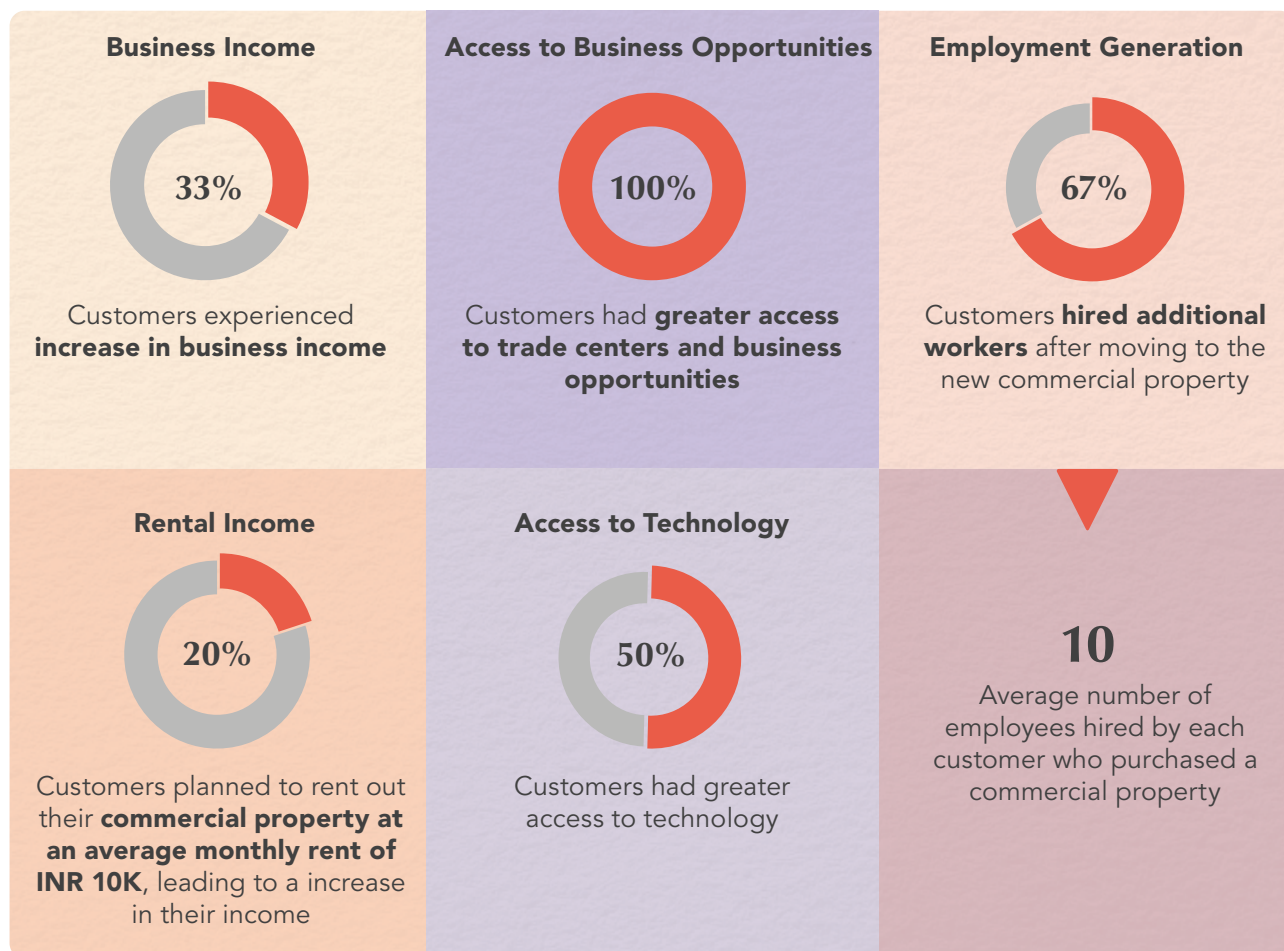 Business Income
33%
Customers experienced
increase in business income
Access to Business Opportunities
100%
Customers had greater access
to trade centers and business
opportunities
Employment Generation
67%
Customers hired additional
workers after moving to the
new commercial property
Rental Income
20%
Customers planned to rent out
their commercial property at
an average monthly rent of
INR 10K, leading to a increase
in their income
Access to Technology
50%
Customers had greater
access to technology
10
Average number of
employees hired by each
customer who purchased a
commercial property